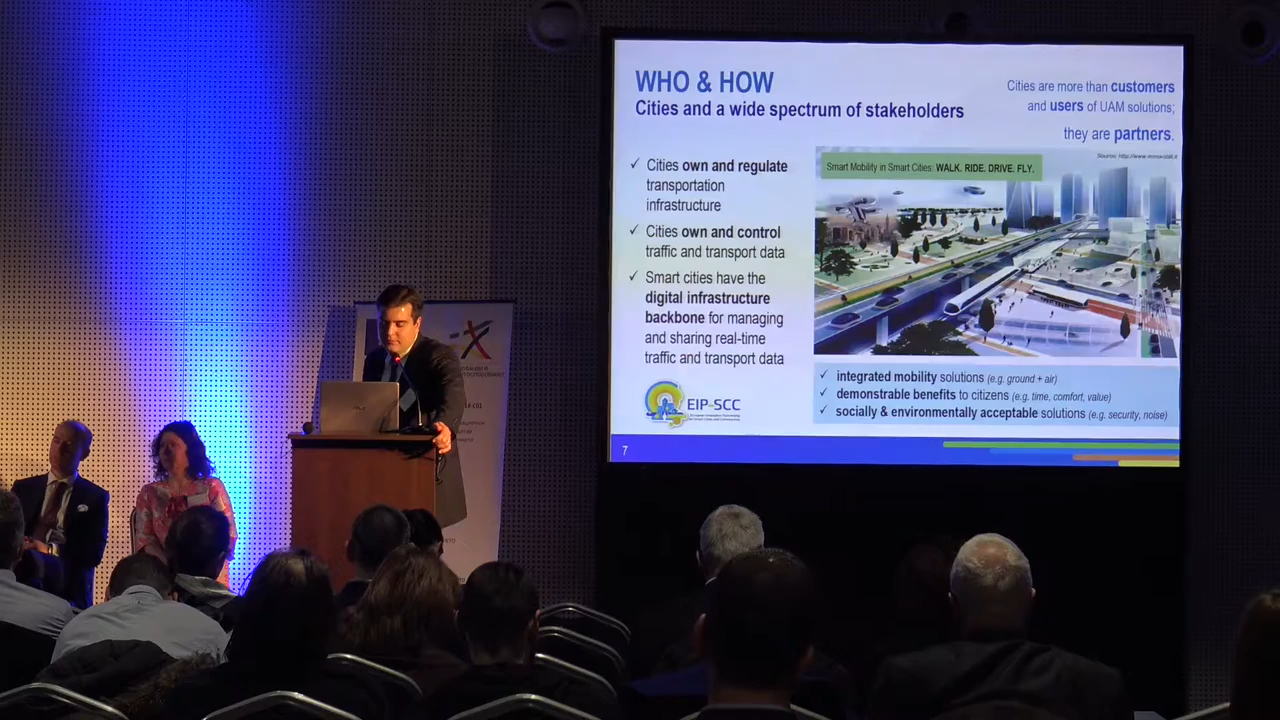 WHO & HOW
Cities and a wide spectrum of stakeholders
Cities are more than customers
and users of UAM solutions;
they are partners.
✓ Cities own and regulate
transportation
infrastructure
✓ Cities own and control
traffic and transport data
✓ Smart cities have the
digital infrastructure
backbone for managing
and sharing real-time
traffic and transport data
Smart Mobility in Smart Cities: WALK. RIDE. DRIVE. FLY.
✓ integrated mobility solutions (e.g. ground + air)
✓ demonstrable benefits to citizens (e.g. time, comfort, value)
✓ socially & environmentally acceptable solutions (e.g. security, noise)
EIP-SCC
7